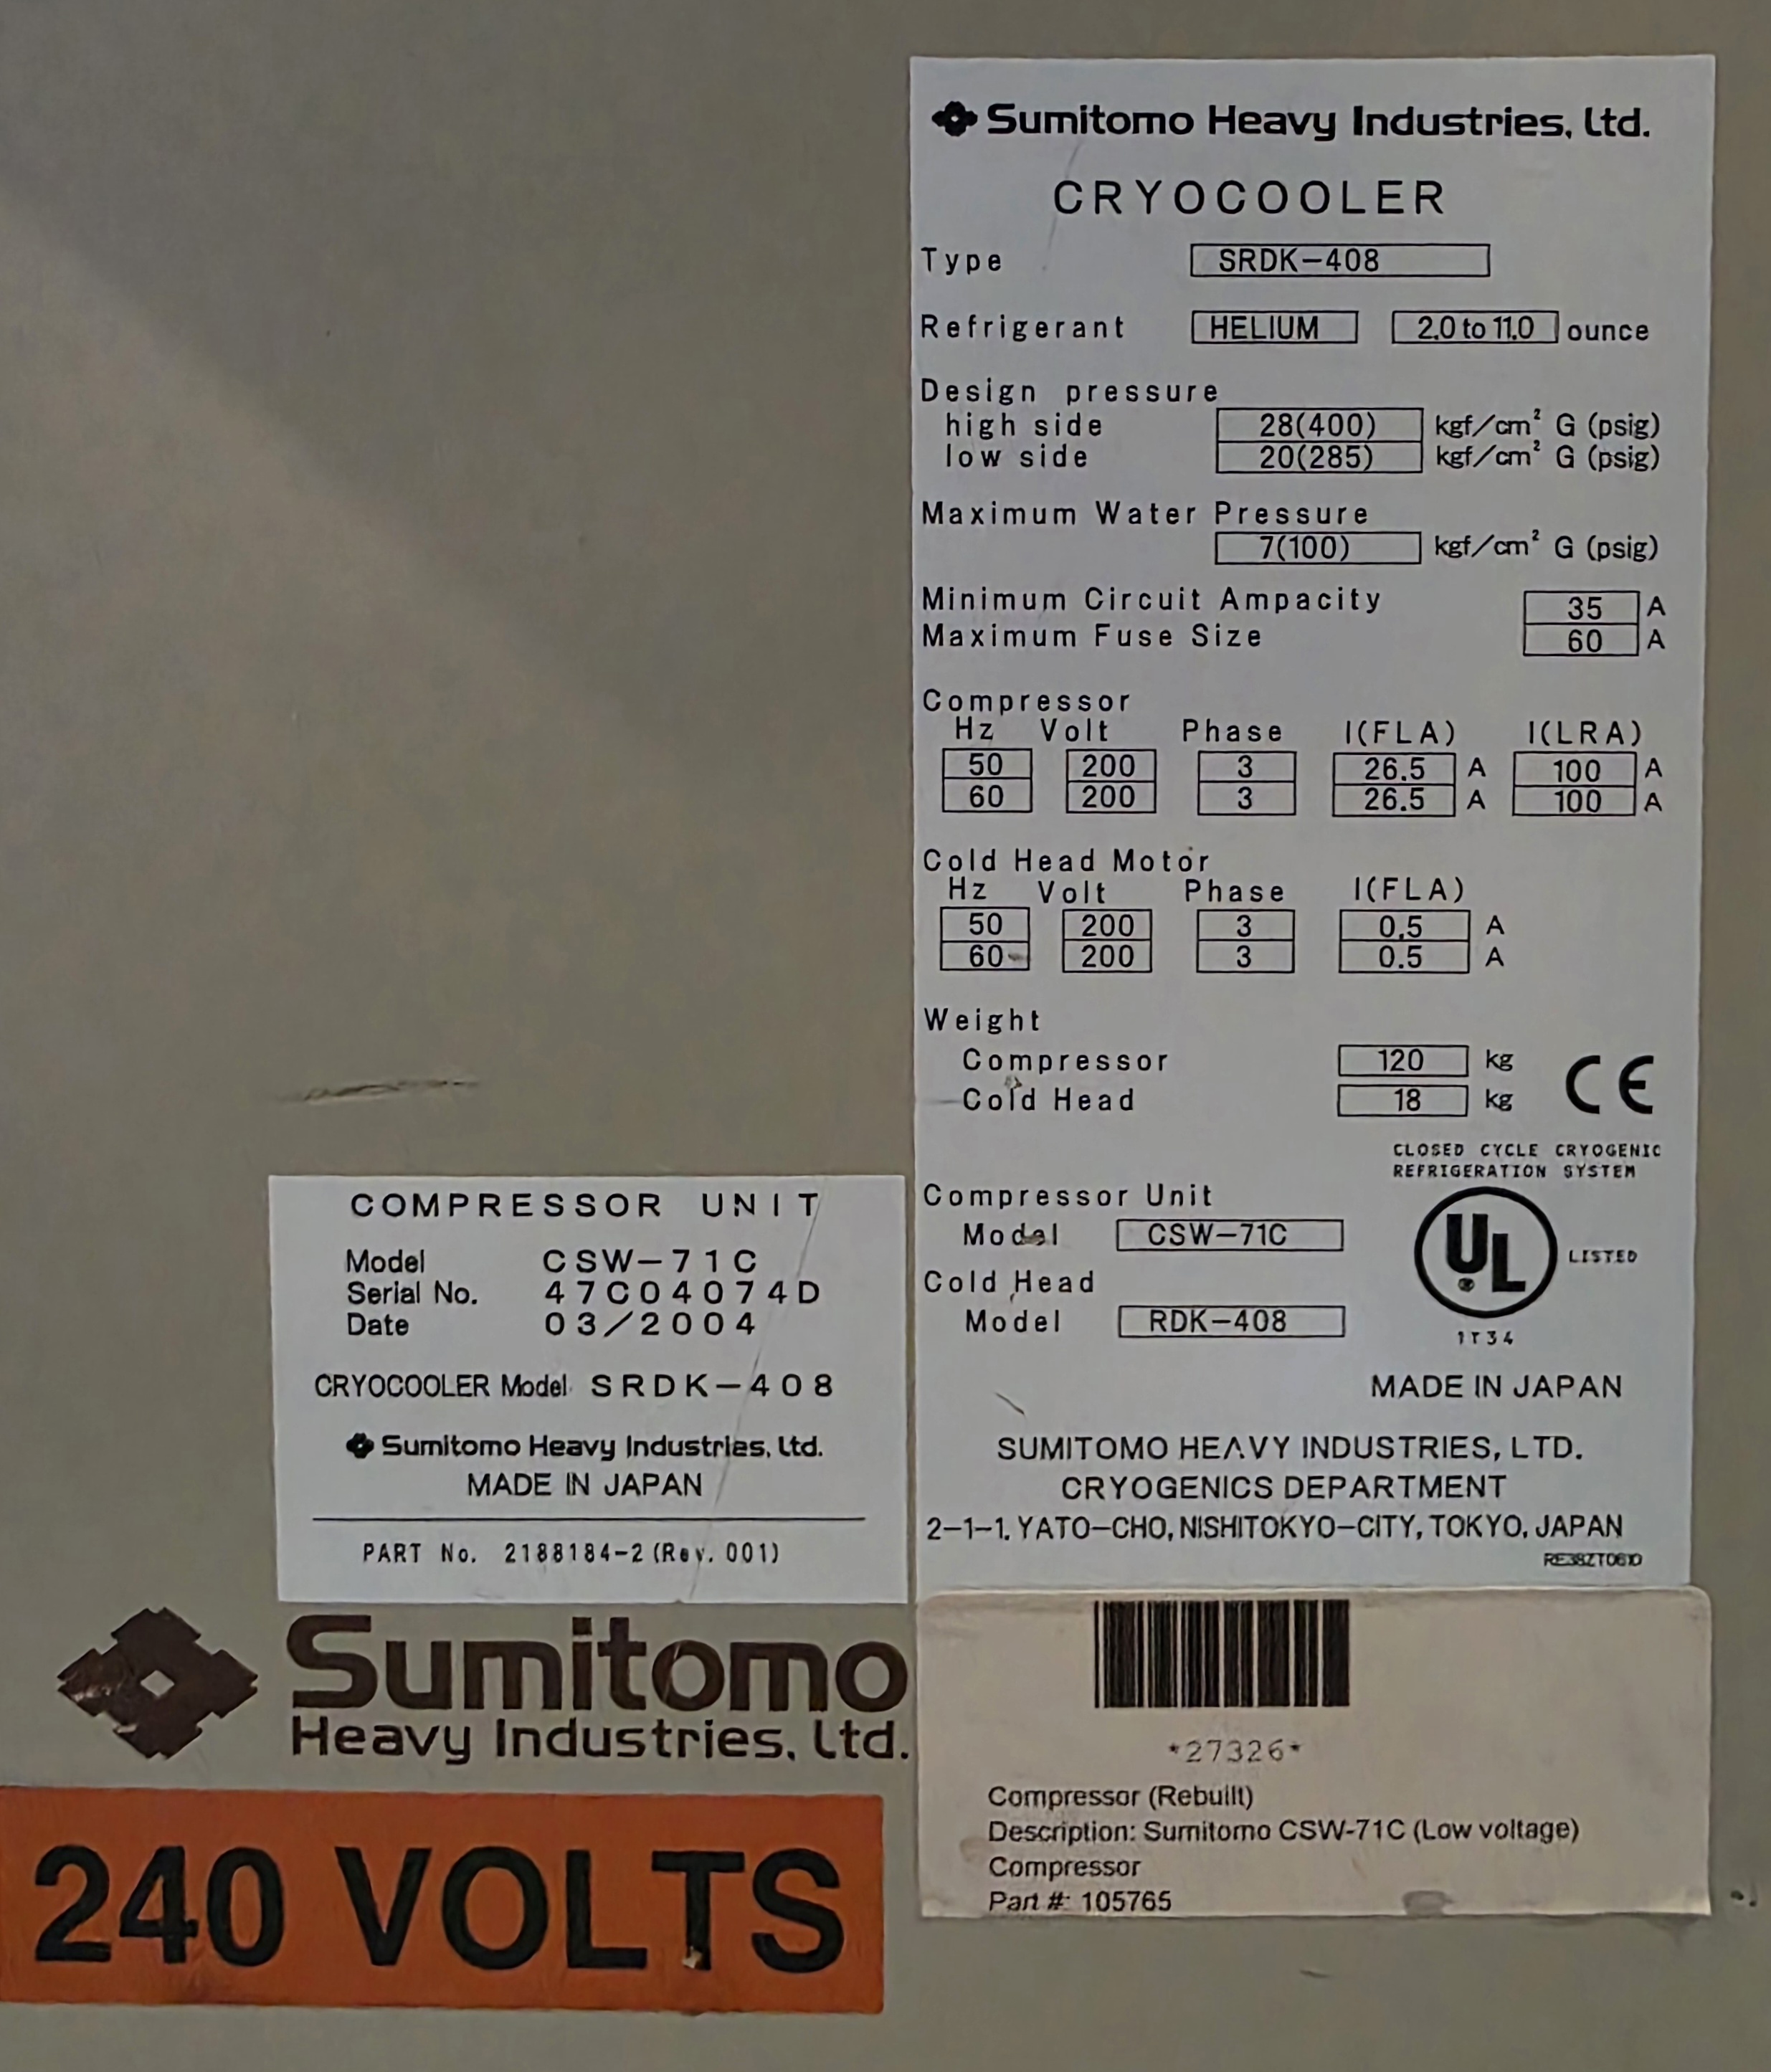 Sumitomo Heavy Industries, Ltd.
CRYOCOOLER
Type SRDK-408
Refrigerant HELIUM 2.0 to 11.0 ounce
Design pressure
high side 28(400) kgf/cm² G (psig)
low side 20(285) kgf/cm² G (psig)
Maximum Water Pressure
7(100) kgf/cm² G (psig)
Minimum Circuit Ampacity 35 A
Maximum Fuse Size 60 A
Compressor
Hz Volt Phase I(FLA) I(LRA)
50 200 3 26.5 A 100 A
60 200 3 26.5 A 100 A
Cold Head Motor
Hz Volt Phase I(FLA)
50 200 3 0.5 A
60 200 3 0.5 A
Weight
Compressor 120 kg
Cold Head 18 kg
CE
CLOSED CYCLE CRYOGENIC
REFRIGERATION SYSTEM
Compressor Unit
Model CSW-71C
UL LISTED
Cold Head
Model RDK-408
1T34
MADE IN JAPAN
SUMITOMO HEAVY INDUSTRIES, LTD.
CRYOGENICS DEPARTMENT
2-1-1, YATO-CHO, NISHITOKYO-CITY, TOKYO, JAPAN
COMPRESSOR UNIT
Model CSW-71C
Serial No. 47C04074D
Date 03/2004
CRYOCOOLER Model SRDK-408
Sumitomo Heavy Industries, Ltd.
MADE IN JAPAN
PART No. 2188184-2 (Rev. 001)
Sumitomo
Heavy Industries, Ltd.
240 VOLTS
*27326*
Compressor (Rebuilt)
Description: Sumitomo CSW-71C (Low voltage)
Compressor
Part #: 105765